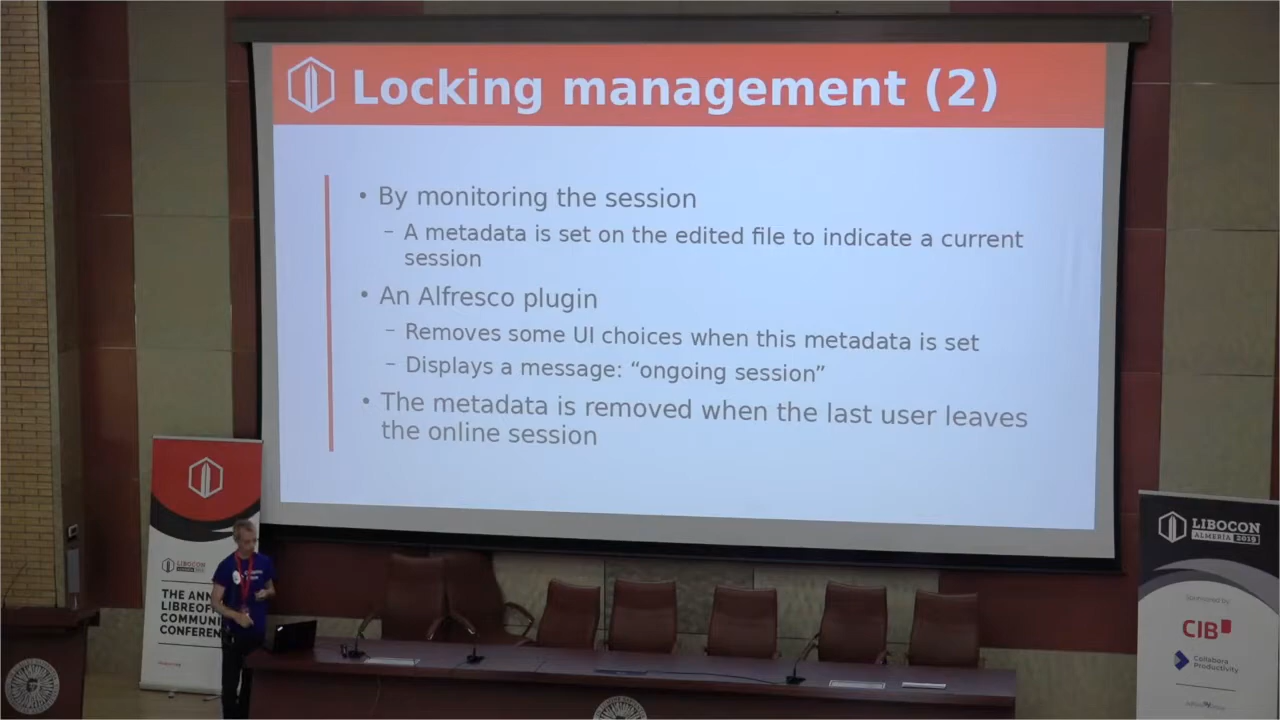 Locking management (2)
• By monitoring the session
– A metadata is set on the edited file to indicate a current
session
• An Alfresco plugin
– Removes some UI choices when this metadata is set
– Displays a message: “ongoing session”
• The metadata is removed when the last user leaves
the online session
LIBOCON
THE ANN
LIBREOF
COMMUNI
CONFEREN
LIBOCON
ALMERIA 2019
Sponsored by
CIB
Collabora
Productivity